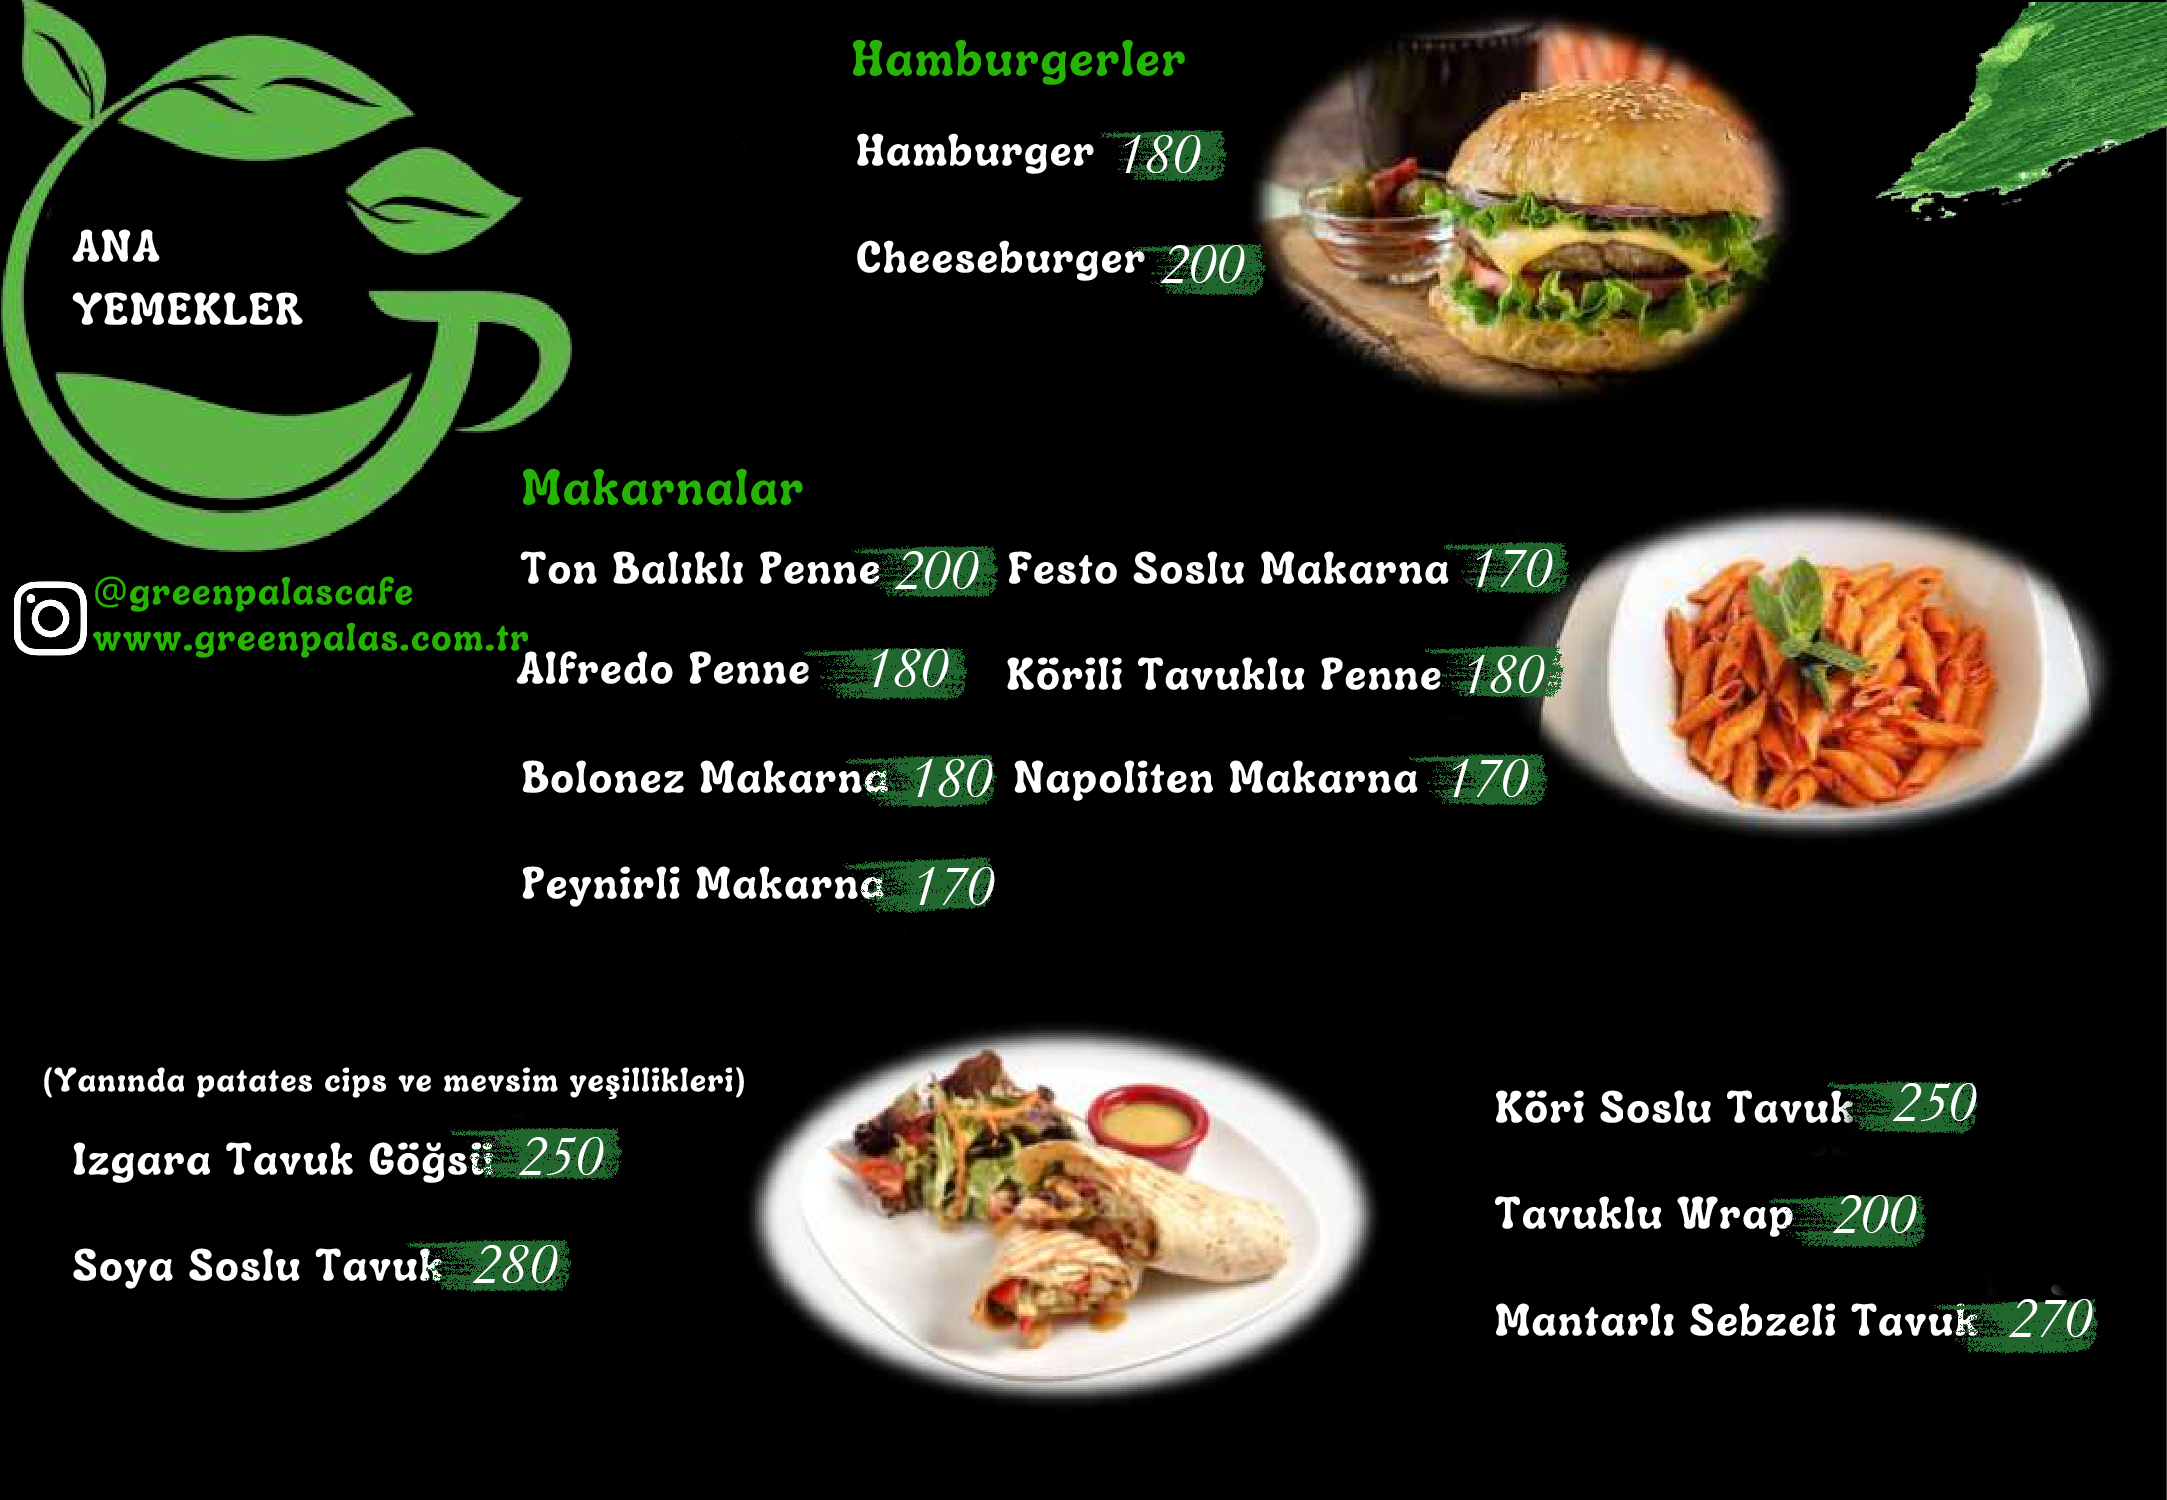 ANA
YEMEKLER
@greenpalascafe
www.greenpalas.com.tr
Hamburgerler
Hamburger 180
Cheeseburger 200
Makarnalar
Ton Balıklı Penne 200 Festo Soslu Makarna 170
Alfredo Penne 180 Körili Tavuklu Penne 180
Bolonez Makarna 180 Napoliten Makarna 170
Peynirli Makarna 170
(Yanında patates cips ve mevsim yeşillikleri)
Izgara Tavuk Göğsü 250
Soya Soslu Tavuk 280
Köri Soslu Tavuk 250
Tavuklu Wrap 200
Mantarlı Sebzeli Tavuk 270